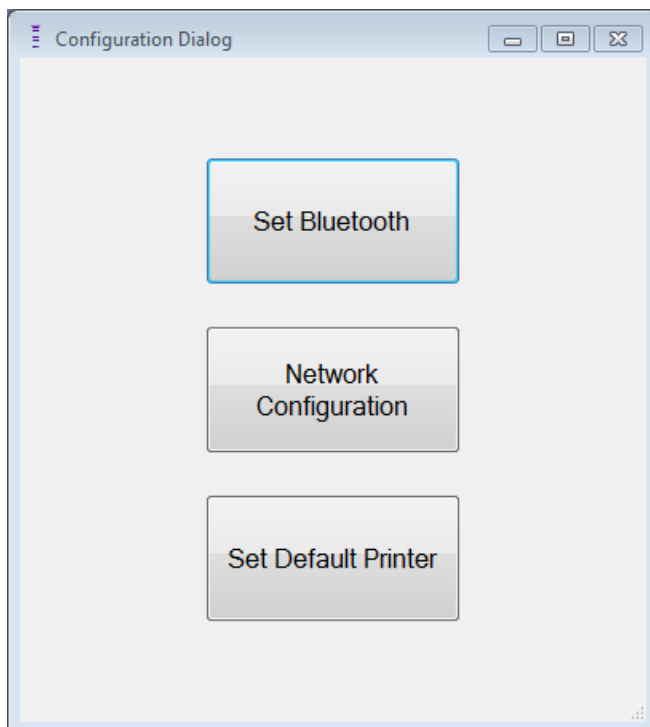 Configuration Dialog
Set Bluetooth
Network
Configuration
Set Default Printer